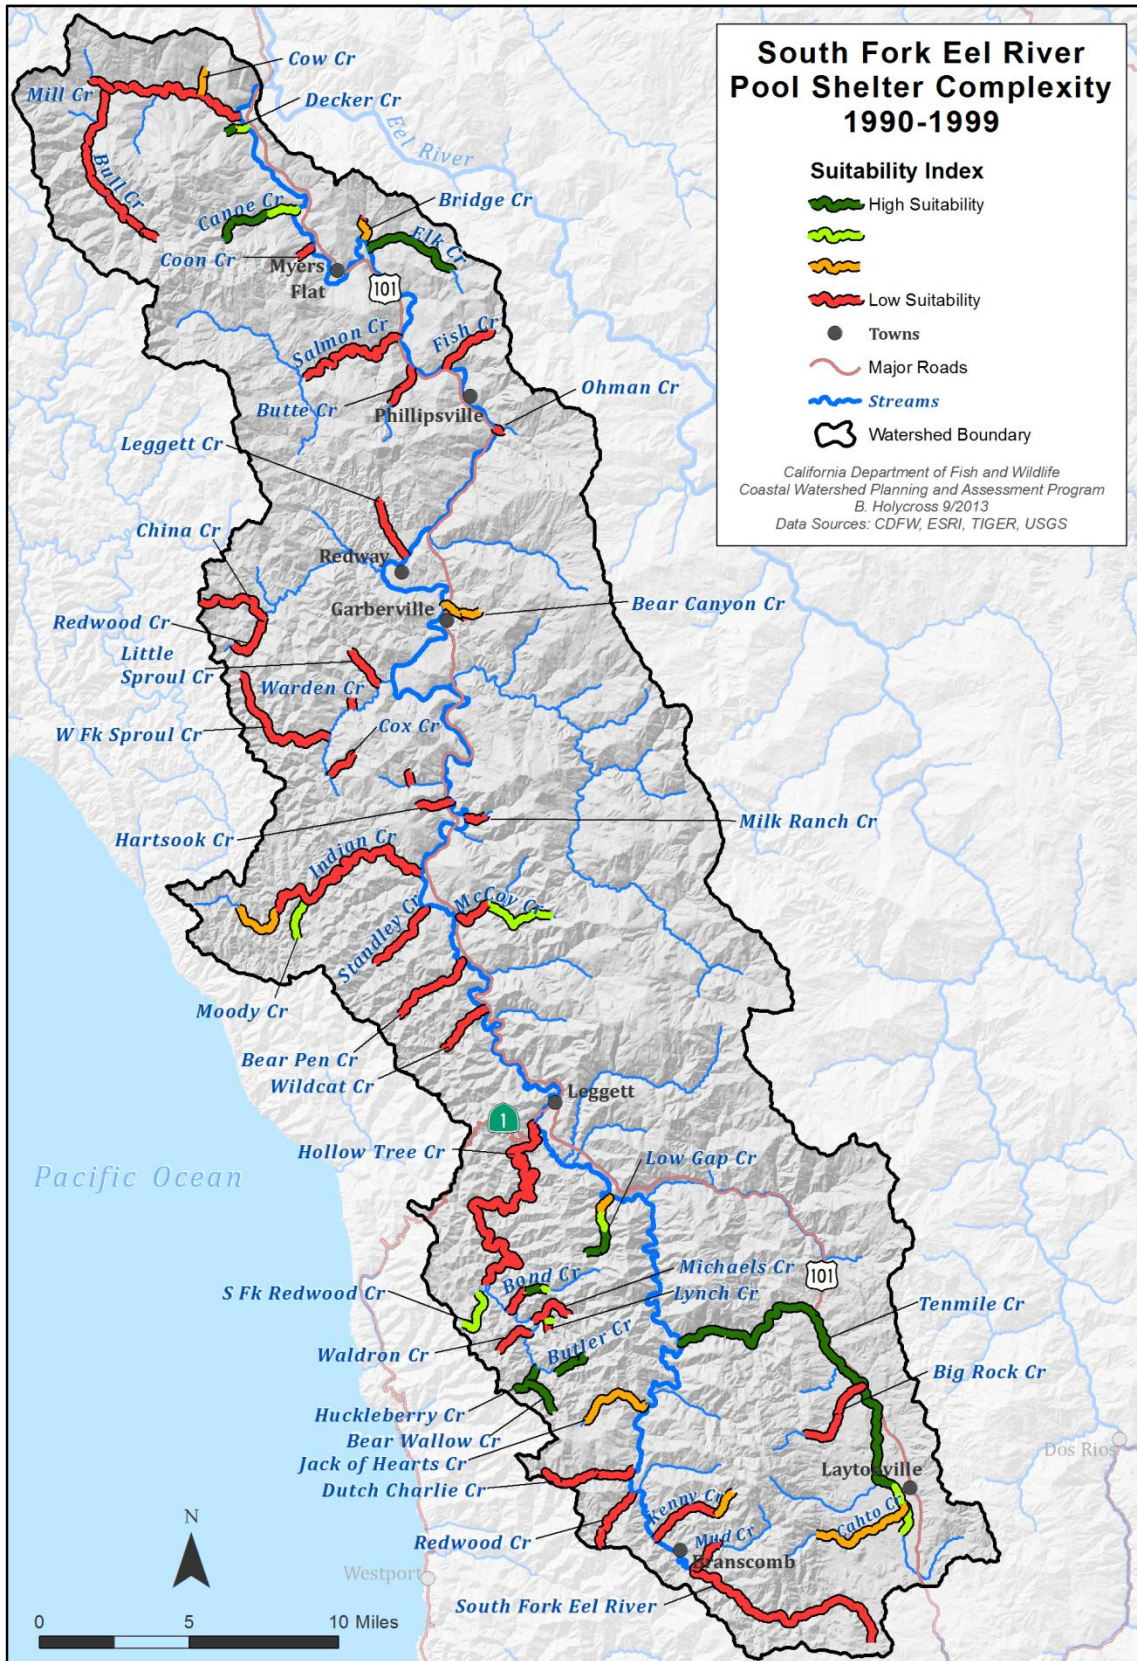 South Fork Eel River
Pool Shelter Complexity
1990-1999
Suitability Index
High Suitability
Low Suitability
Towns
Major Roads
Streams
Watershed Boundary
California Department of Fish and Wildlife
Coastal Watershed Planning and Assessment Program
B. Holycross 9/2013
Data Sources: CDFW, ESRI, TIGER, USGS
Cow Cr
Mill Cr
Decker Cr
Eel River
Bull Cr
Canoe Cr
Bridge Cr
Elk Cr
Coon Cr
Myers
Flat
101
Salmon Cr
Fish Cr
Butte Cr
Phillipsville
Ohman Cr
Leggett Cr
China Cr
Redway
Garberville
Bear Canyon Cr
Redwood Cr
Little
Sproul Cr
Warden Cr
W Fk Sproul Cr
Cox Cr
Hartsook Cr
Milk Ranch Cr
Indian Cr
McCoy Cr
Standley Cr
Moody Cr
Bear Pen Cr
Wildcat Cr
Leggett
1
Hollow Tree Cr
Low Gap Cr
Pacific Ocean
Michaels Cr
101
S Fk Redwood Cr
Bond Cr
Lynch Cr
Tenmile Cr
Waldron Cr
Butler Cr
Big Rock Cr
Huckleberry Cr
Bear Wallow Cr
Jack of Hearts Cr
Dos Rios
Dutch Charlie Cr
Laytonville
Kenny Cr
Cahto Cr
Redwood Cr
Mud Cr
Branscomb
N
Westport
South Fork Eel River
0 5 10 Miles